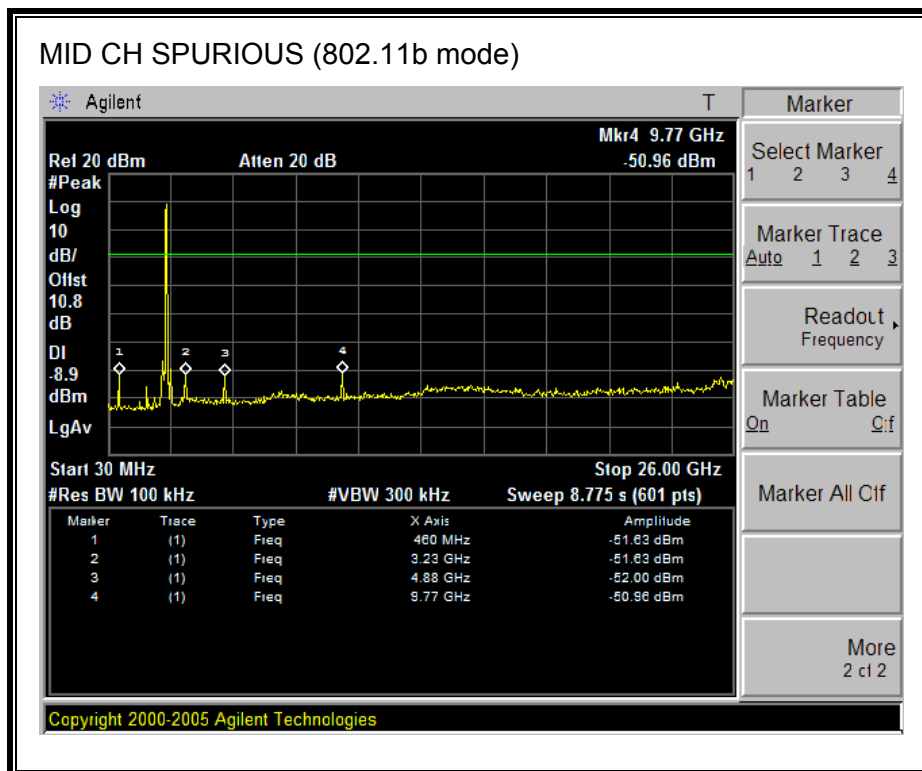 MID CH SPURIOUS (802.11b mode)
Agilent T
Mkr4 9.77 GHz
Ref 20 dBm Atten 20 dB -50.96 dBm
#Peak
Log
10
dB/
Offst
10.8
dB
DI
-8.9
dBm
LgAv
1 2 3 4
Start 30 MHz Stop 26.00 GHz
#Res BW 100 kHz #VBW 300 kHz Sweep 8.775 s (601 pts)
Marker Trace Type X Axis Amplitude
1 (1) Freq 460 MHz -51.63 dBm
2 (1) Freq 3.23 GHz -51.63 dBm
3 (1) Freq 4.88 GHz -52.00 dBm
4 (1) Freq 9.77 GHz -50.96 dBm
Copyright 2000-2005 Agilent Technologies
Marker
Select Marker
1 2 3 4
Marker Trace
Auto 1 2 3
Readout
Frequency
Marker Table
On Off
Marker All Off
More
2 of 2